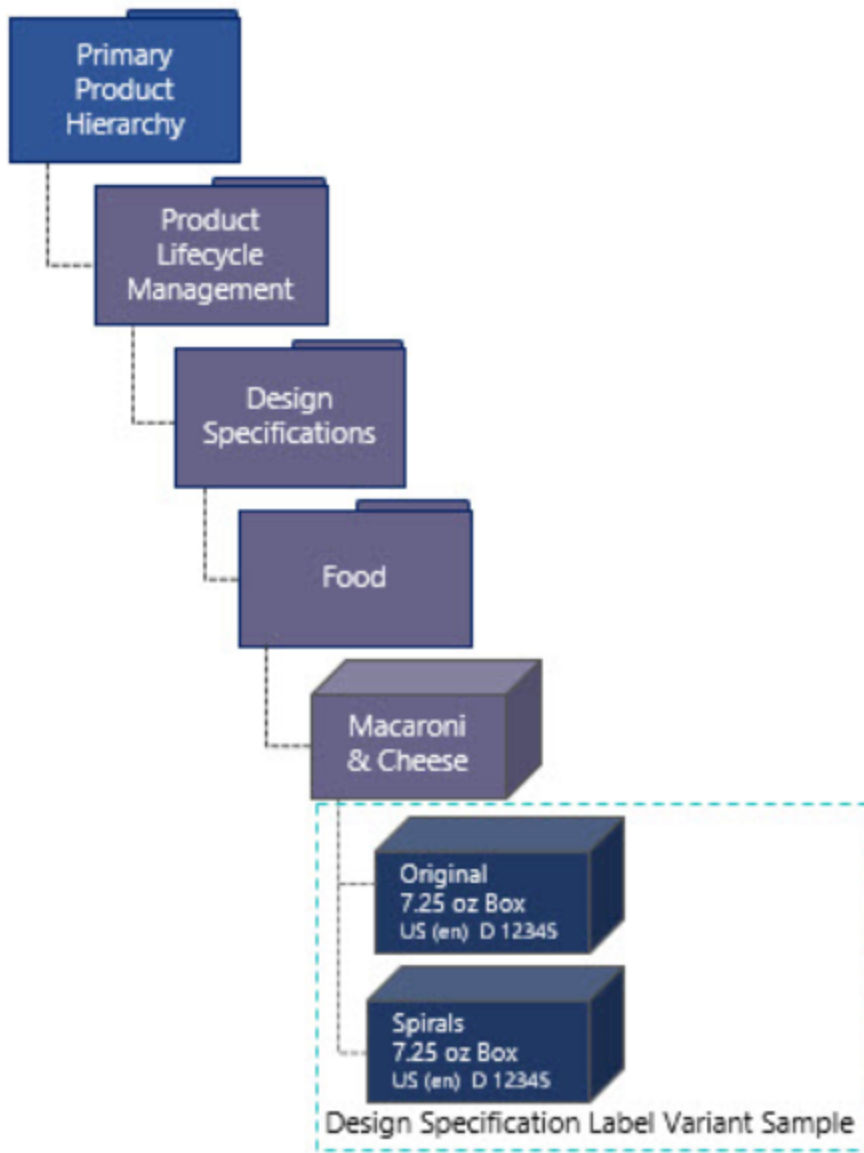 Primary
Product
Hierarchy
Product
Lifecycle
Management
Design
Specifications
Food
Macaroni
& Cheese
Original
7.25 oz Box
US (en) D 12345
Spirals
7.25 oz Box
US (en) D 12345
Design Specification Label Variant Sample